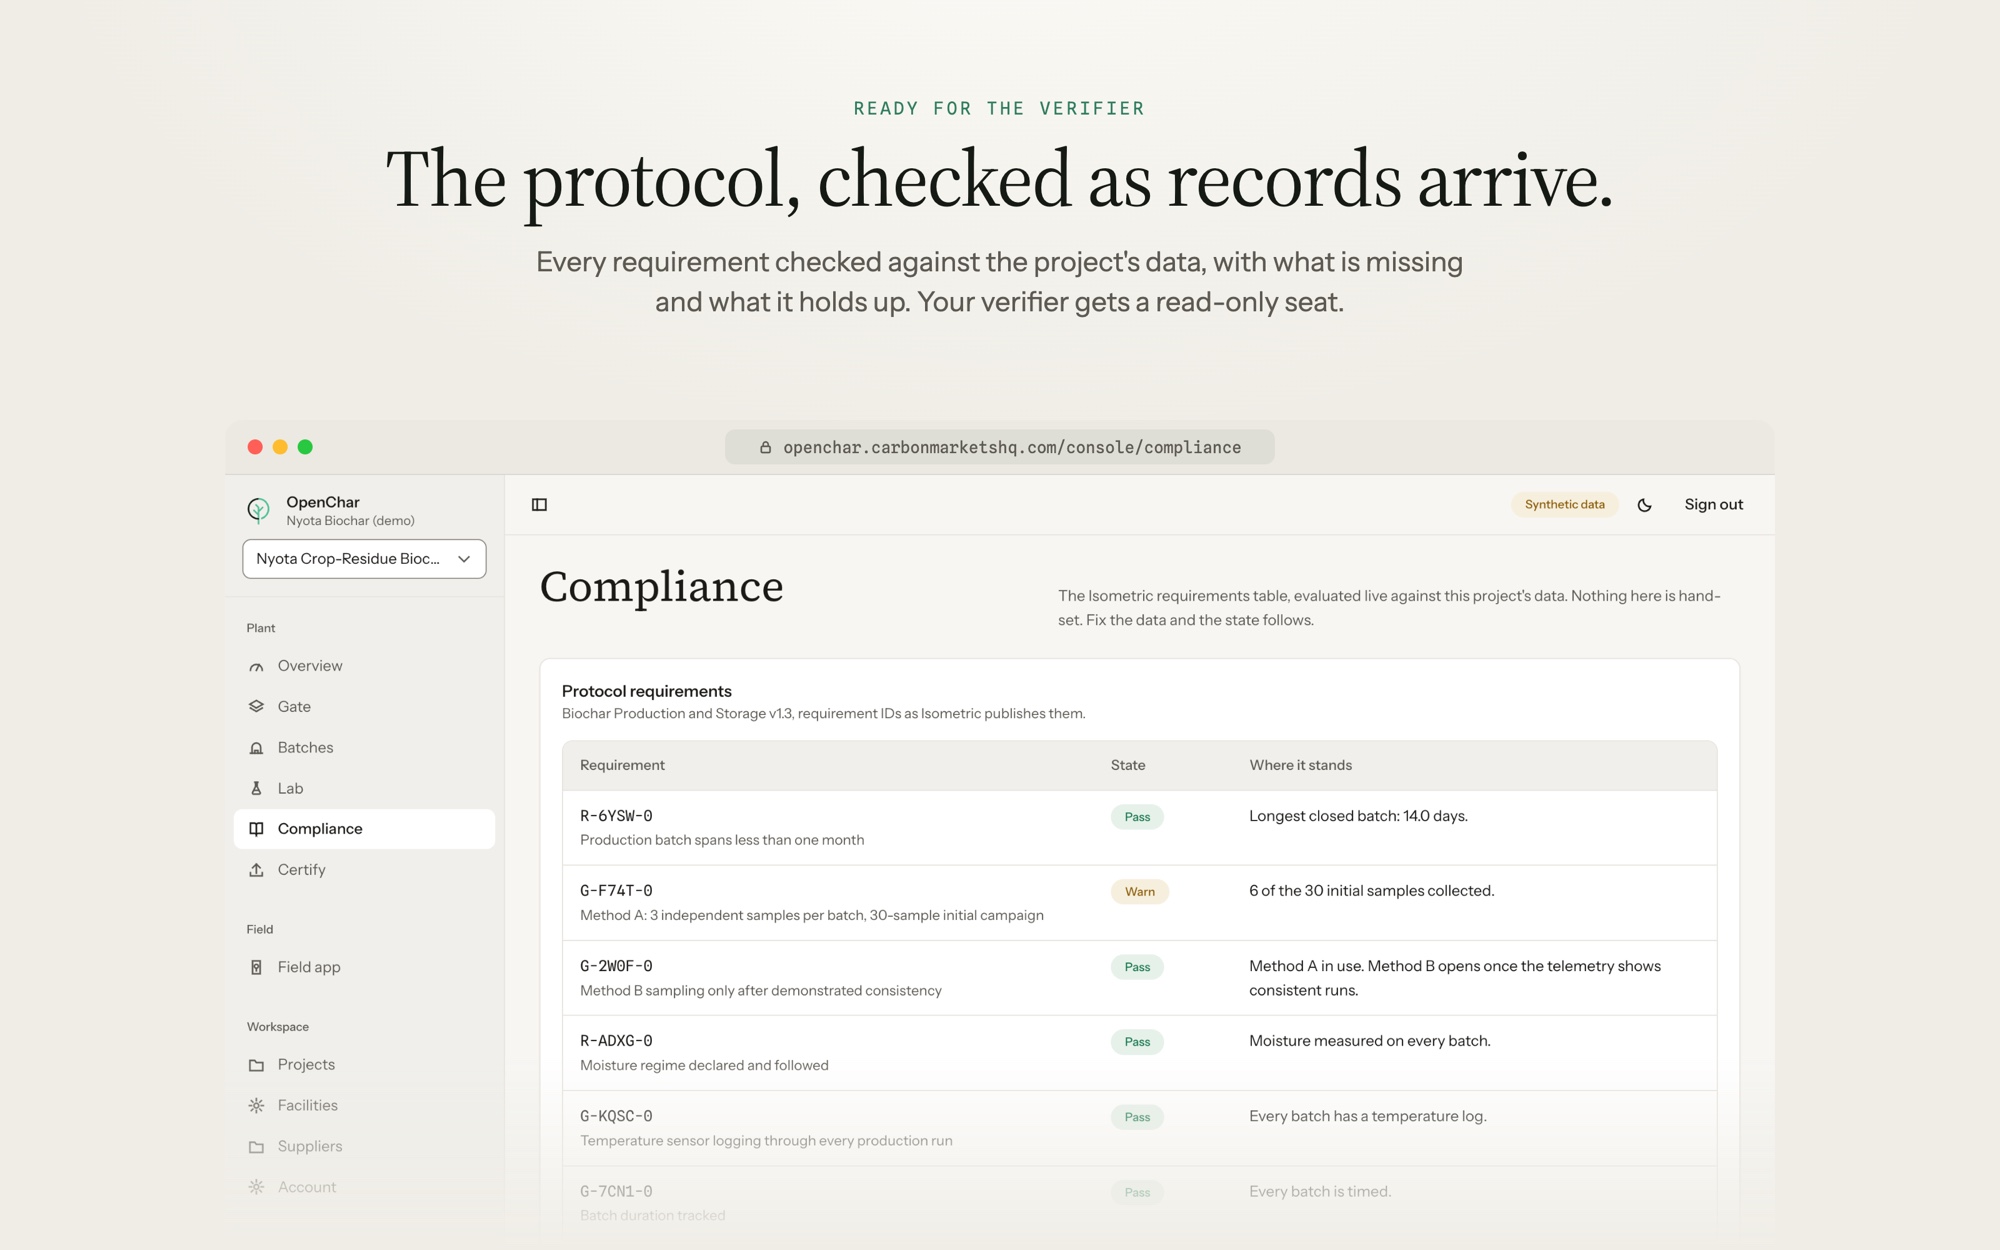 READY FOR THE VERIFIER
The protocol, checked as records arrive.
Every requirement checked against the project's data, with what is missing
and what it holds up. Your verifier gets a read-only seat.
openchar.carbonmarketshq.com/console/compliance
OpenChar
Nyota Biochar (demo)
Nyota Crop-Residue Bioc...
Plant
Overview
Gate
Batches
Lab
Compliance
Certify
Field
Field app
Workspace
Projects
Facilities
Suppliers
Account
Synthetic data
Sign out
Compliance
The Isometric requirements table, evaluated live against this project's data. Nothing here is hand-
set. Fix the data and the state follows.
Protocol requirements
Biochar Production and Storage v1.3, requirement IDs as Isometric publishes them.
Requirement State Where it stands
R-6YSW-0 Pass Longest closed batch: 14.0 days.
Production batch spans less than one month
G-F74T-0 Warn 6 of the 30 initial samples collected.
Method A: 3 independent samples per batch, 30-sample initial campaign
G-2W0F-0 Pass Method A in use. Method B opens once the telemetry shows
Method B sampling only after demonstrated consistency consistent runs.
R-ADXG-0 Pass Moisture measured on every batch.
Moisture regime declared and followed
G-KQSC-0 Pass Every batch has a temperature log.
Temperature sensor logging through every production run
G-7CN1-0 Pass Every batch is timed.
Batch duration tracked